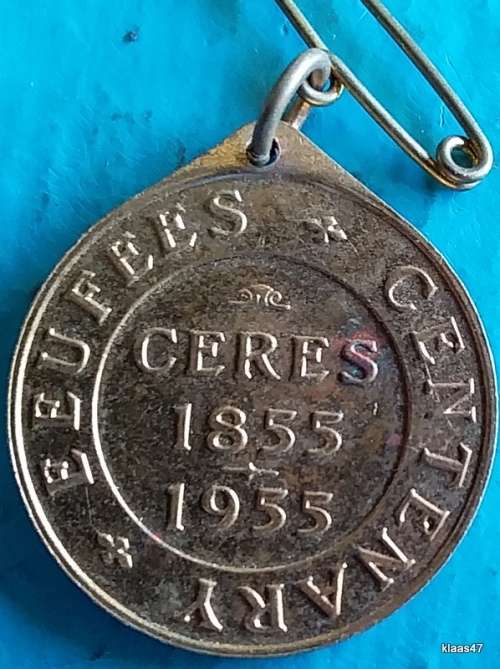 EEUFEES * CENTENARY *
CERES
1855
1955
klaas47